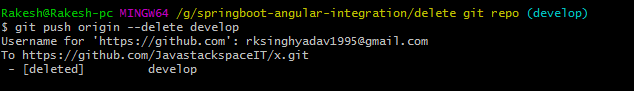 Rakesh@Rakesh-pc MINGW64 /g/springboot-angular-integration/delete git repo (develop)
$ git push origin --delete develop
Username for 'https://github.com': rksinghyadav1995@gmail.com
To https://github.com/JavastackspaceIT/x.git
 - [deleted]         develop